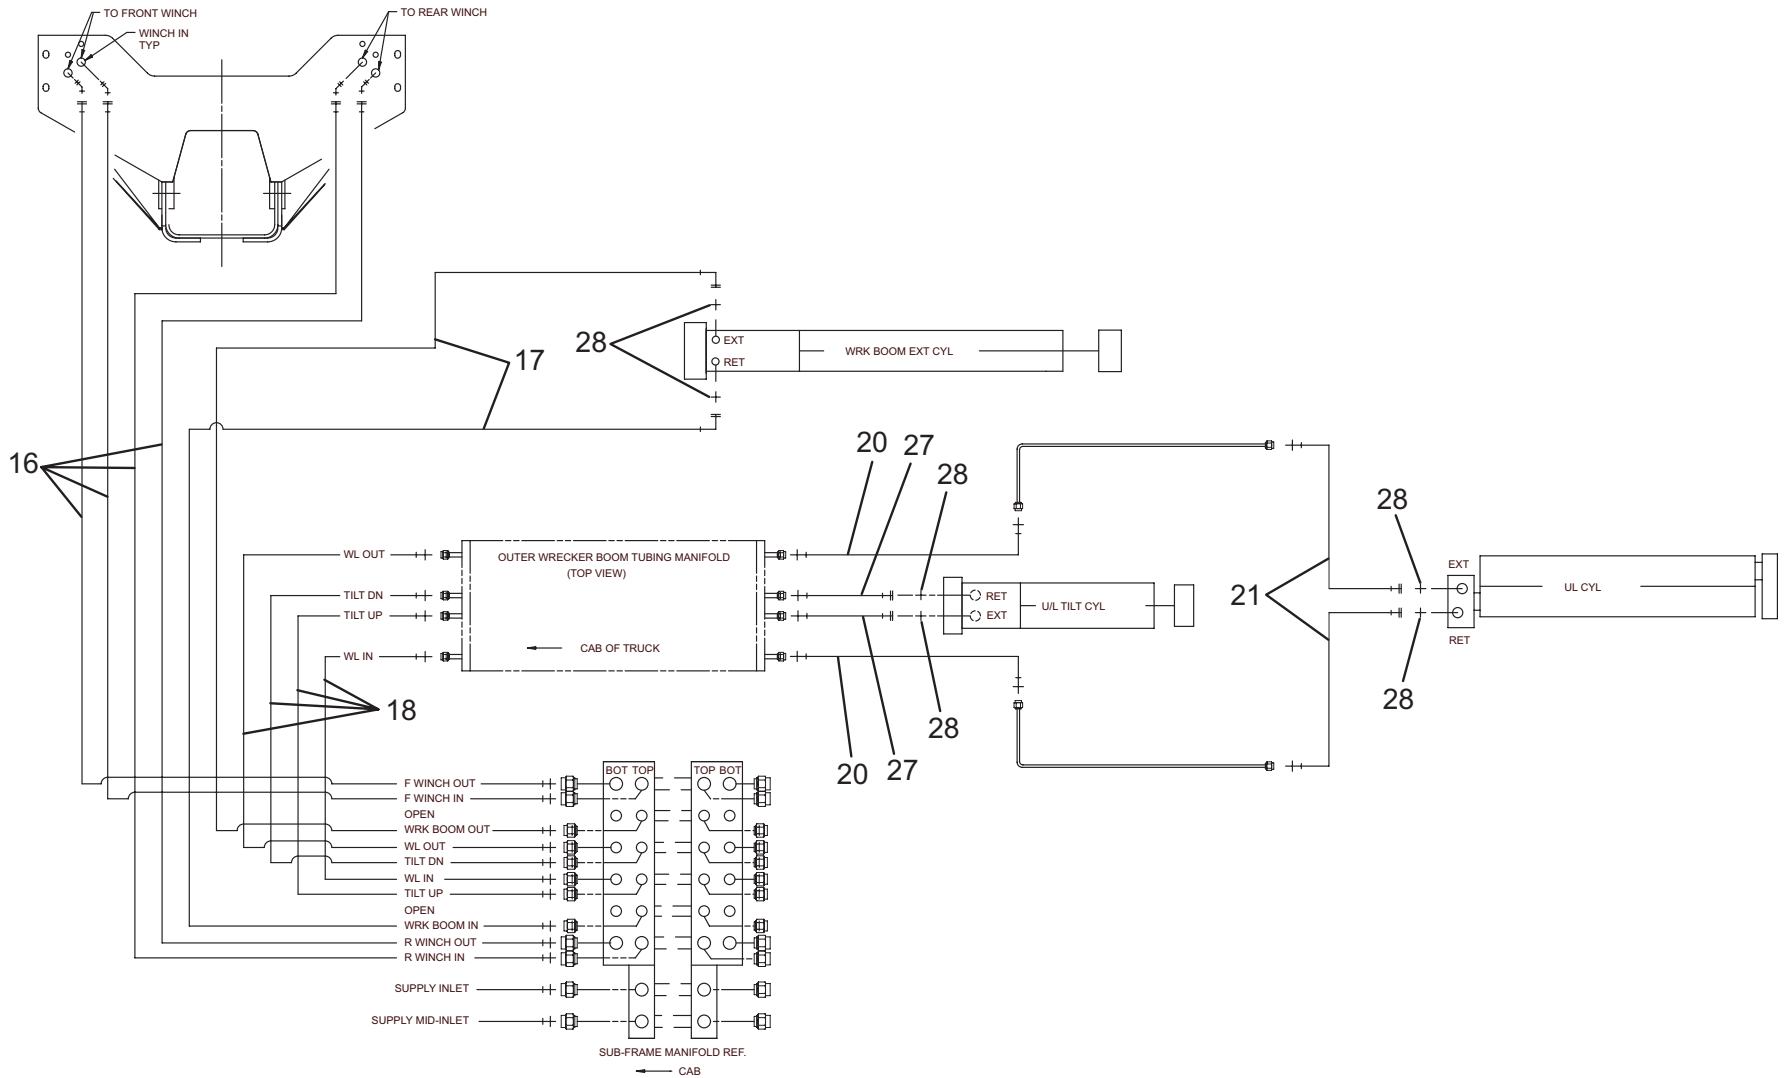 TO FRONT WINCH
WINCH IN
TYP
TO REAR WINCH
17
28
EXT
RET
WRK BOOM EXT CYL
16
20
27
28
28
WL OUT
TILT DN
TILT UP
WL IN
OUTER WRECKER BOOM TUBING MANIFOLD
(TOP VIEW)
CAB OF TRUCK
RET
EXT
U/L TILT CYL
21
EXT
RET
UL CYL
18
20
27
28
28
BOT TOP
TOP BOT
F WINCH OUT
F WINCH IN
OPEN
WRK BOOM OUT
WL OUT
TILT DN
WL IN
TILT UP
OPEN
WRK BOOM IN
R WINCH OUT
R WINCH IN
SUPPLY INLET
SUPPLY MID-INLET
SUB-FRAME MANIFOLD REF.
CAB